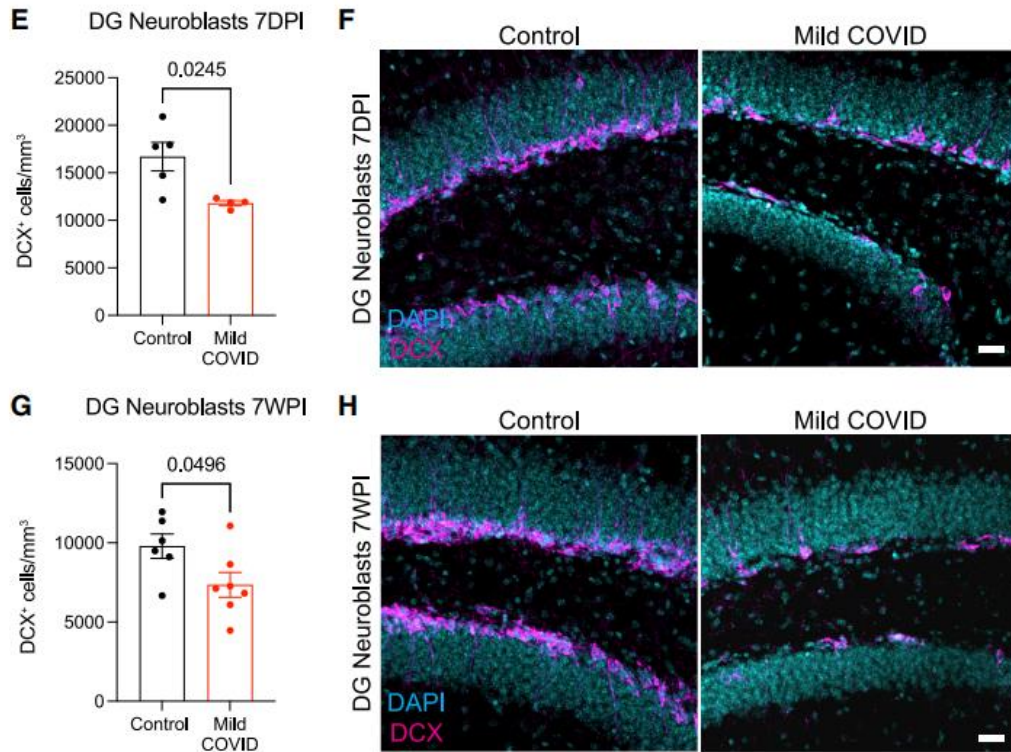 E
DG Neuroblasts 7DPI
0.0245
25000
20000
15000
10000
5000
0
DCX⁺ cells/mm³
Control
Mild
COVID
F
Control
Mild COVID
DG Neuroblasts 7DPI
DAPI
DCX
G
DG Neuroblasts 7WPI
0.0496
15000
10000
5000
0
DCX⁺ cells/mm³
Control
Mild
COVID
H
Control
Mild COVID
DG Neuroblasts 7WPI
DAPI
DCX